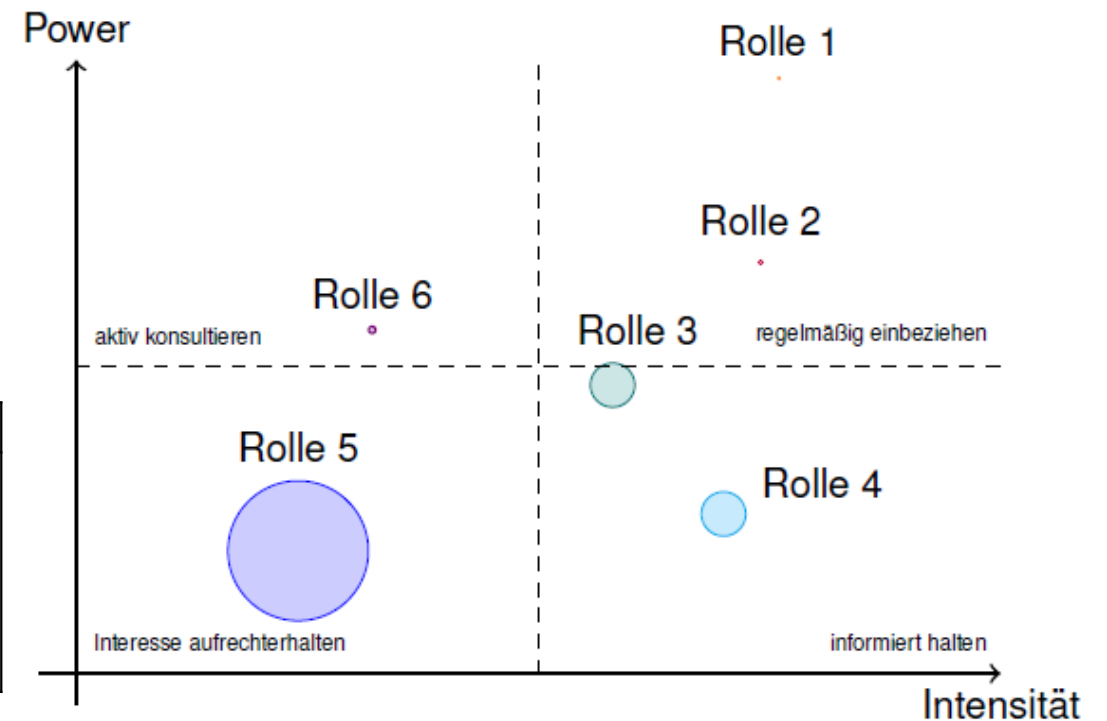 Power
Rolle 1
Rolle 2
Rolle 6
Rolle 3
aktiv konsultieren
regelmäßig einbeziehen
Rolle 5
Rolle 4
Interesse aufrechterhalten
informiert halten
Intensität